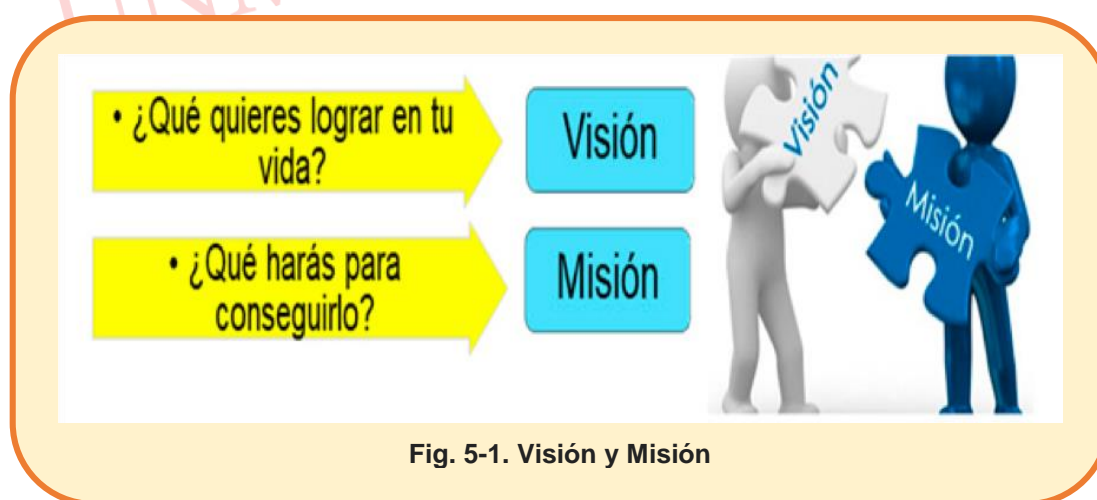 • ¿Qué quieres lograr en tu
vida?
Visión
• ¿Qué harás para
conseguirlo?
Misión
Visión
Misión
Fig. 5-1. Visión y Misión